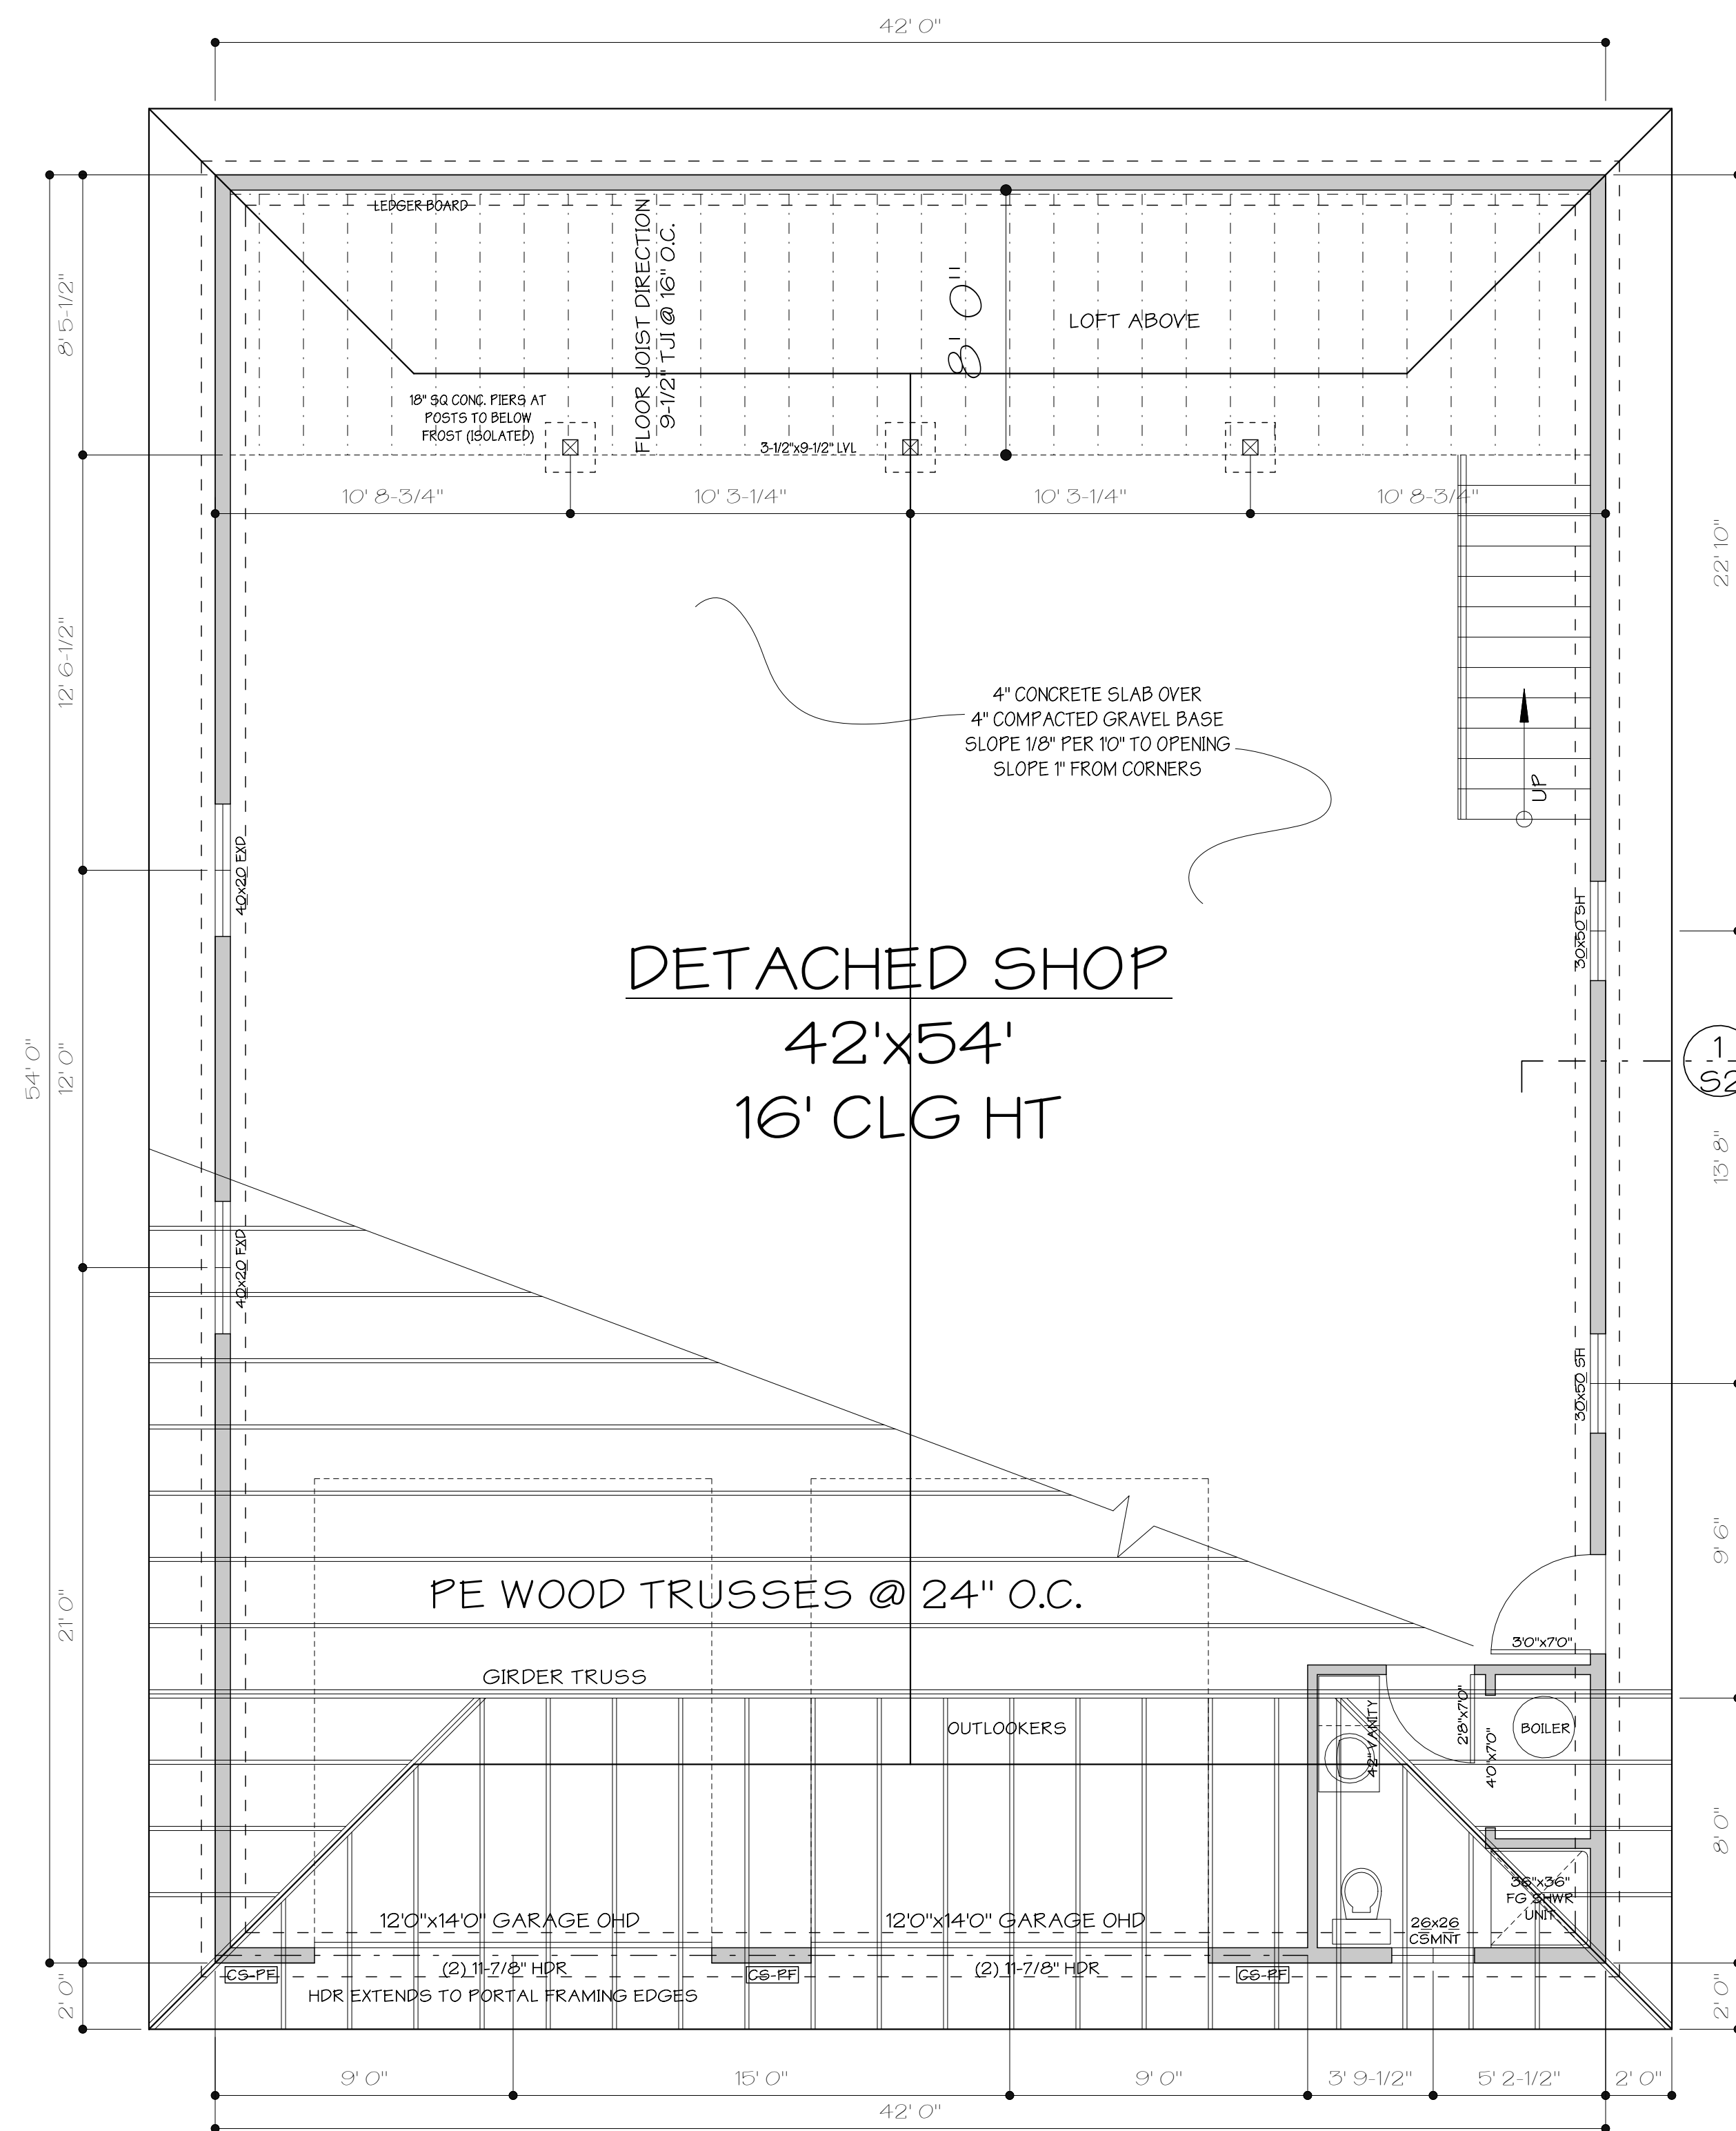 42' 0"
LEDGER BOARD
FLOOR JOIST DIRECTION
9-1/2" TJI @ 16" O.C.
8' 0"
LOFT ABOVE
8' 5-1/2"
18" SQ CONC. PIERS AT
POSTS TO BELOW
FROST (ISOLATED)
3-1/2"x9-1/2" LVL
10' 8-3/4"
10' 3-1/4"
10' 3-1/4"
10' 8-3/4"
22' 10"
12' 6-1/2"
4" CONCRETE SLAB OVER
4" COMPACTED GRAVEL BASE
SLOPE 1/8" PER 1'0" TO OPENING
SLOPE 1" FROM CORNERS
UP
40x20 FXD
30x50 SH
DETACHED SHOP
42'x54'
16' CLG HT
54' 0"
12' 0"
1
S2
13' 8"
40x20 FXD
30x50 SH
9' 6"
PE WOOD TRUSSES @ 24" O.C.
21' 0"
3'0"x7'0"
GIRDER TRUSS
OUTLOOKERS
42" VANITY
2'8"x7'0"
4'0"x7'0"
BOILER
8' 0"
36"x36"
FG SHWR
UNIT
12'0"x14'0" GARAGE OHD
12'0"x14'0" GARAGE OHD
26x26
CSMNT
CS-PF
(2) 11-7/8" HDR
CS-PF
(2) 11-7/8" HDR
CS-PF
HDR EXTENDS TO PORTAL FRAMING EDGES
2' 0"
2' 0"
9' 0"
15' 0"
9' 0"
3' 9-1/2"
5' 2-1/2"
2' 0"
42' 0"